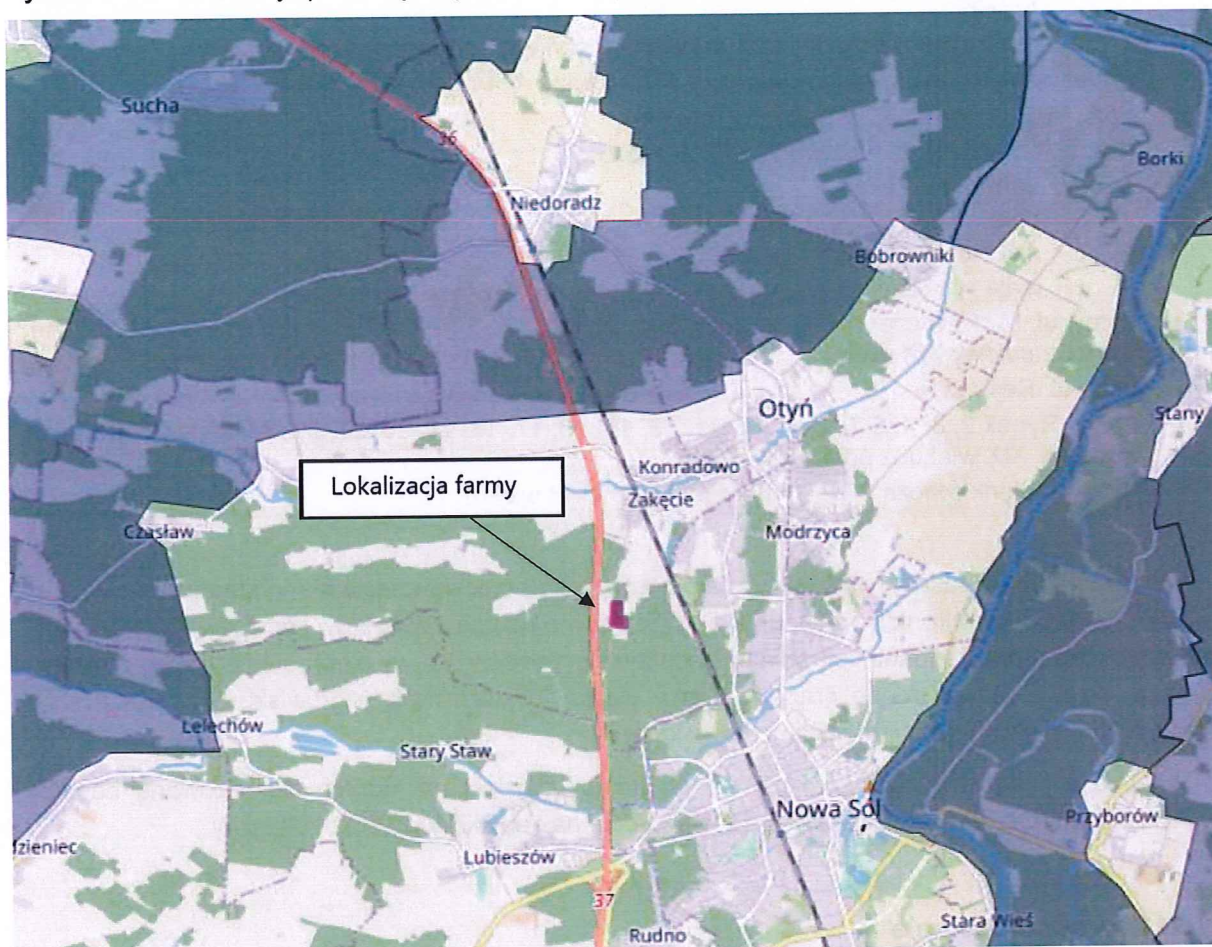 Sucha
36
Borki
Niedoradz
Bobrowniki
Otyń
Stany
Konradowo
Lokalizacja farmy
Zakęcie
Czasław
Modrzyca
Lelechów
Stary Staw
Nowa Sól
Przyborów
dzieniec
Lubieszów
37
Stara Wieś
Rudno